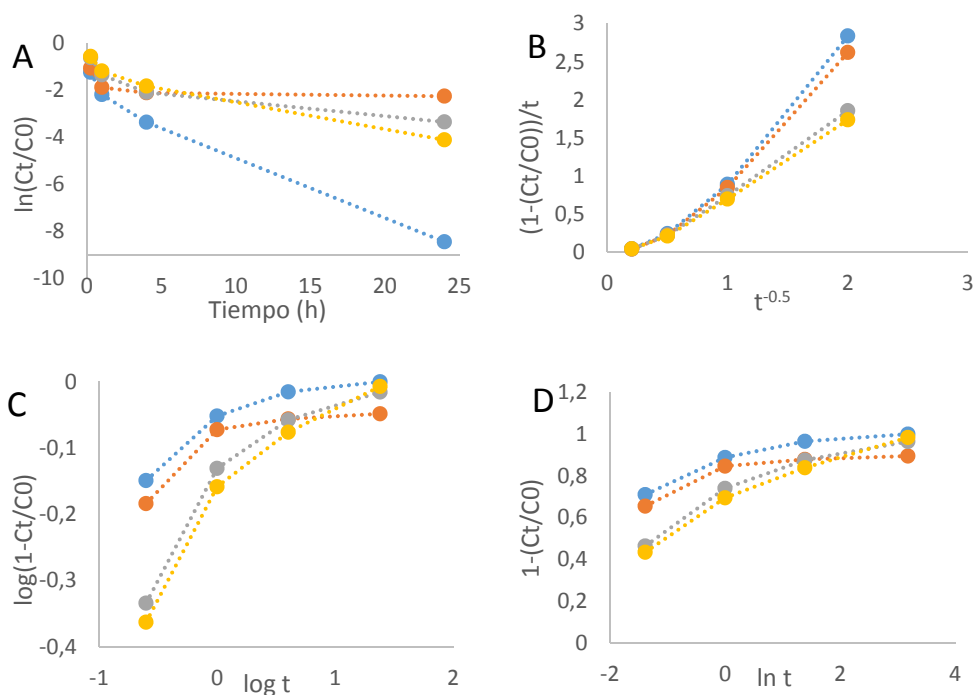 A
ln(Ct/C0)
0
-2
-4
-6
-8
-10
0 5 10 15 20 25
Tiempo (h)
B
(1-(Ct/C0))/t
3
2,5
2
1,5
1
0,5
0
0 1 2 3
t-0.5
C
log(1-Ct/C0)
0
-0,1
-0,2
-0,3
-0,4
-1 0 1 2
log t
D
1-(Ct/C0)
1,2
1
0,8
0,6
0,4
0,2
0
-2 0 2 4
ln t